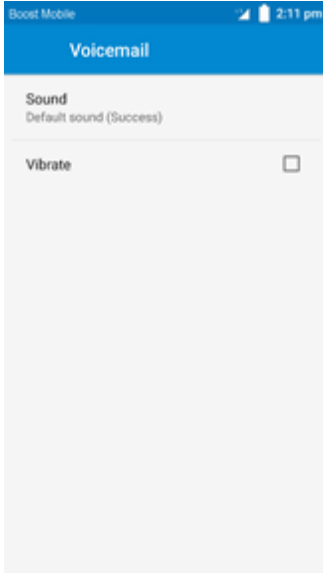 Boost Mobile 2:11 pm
Voicemail
Sound
Default sound (Success)
Vibrate